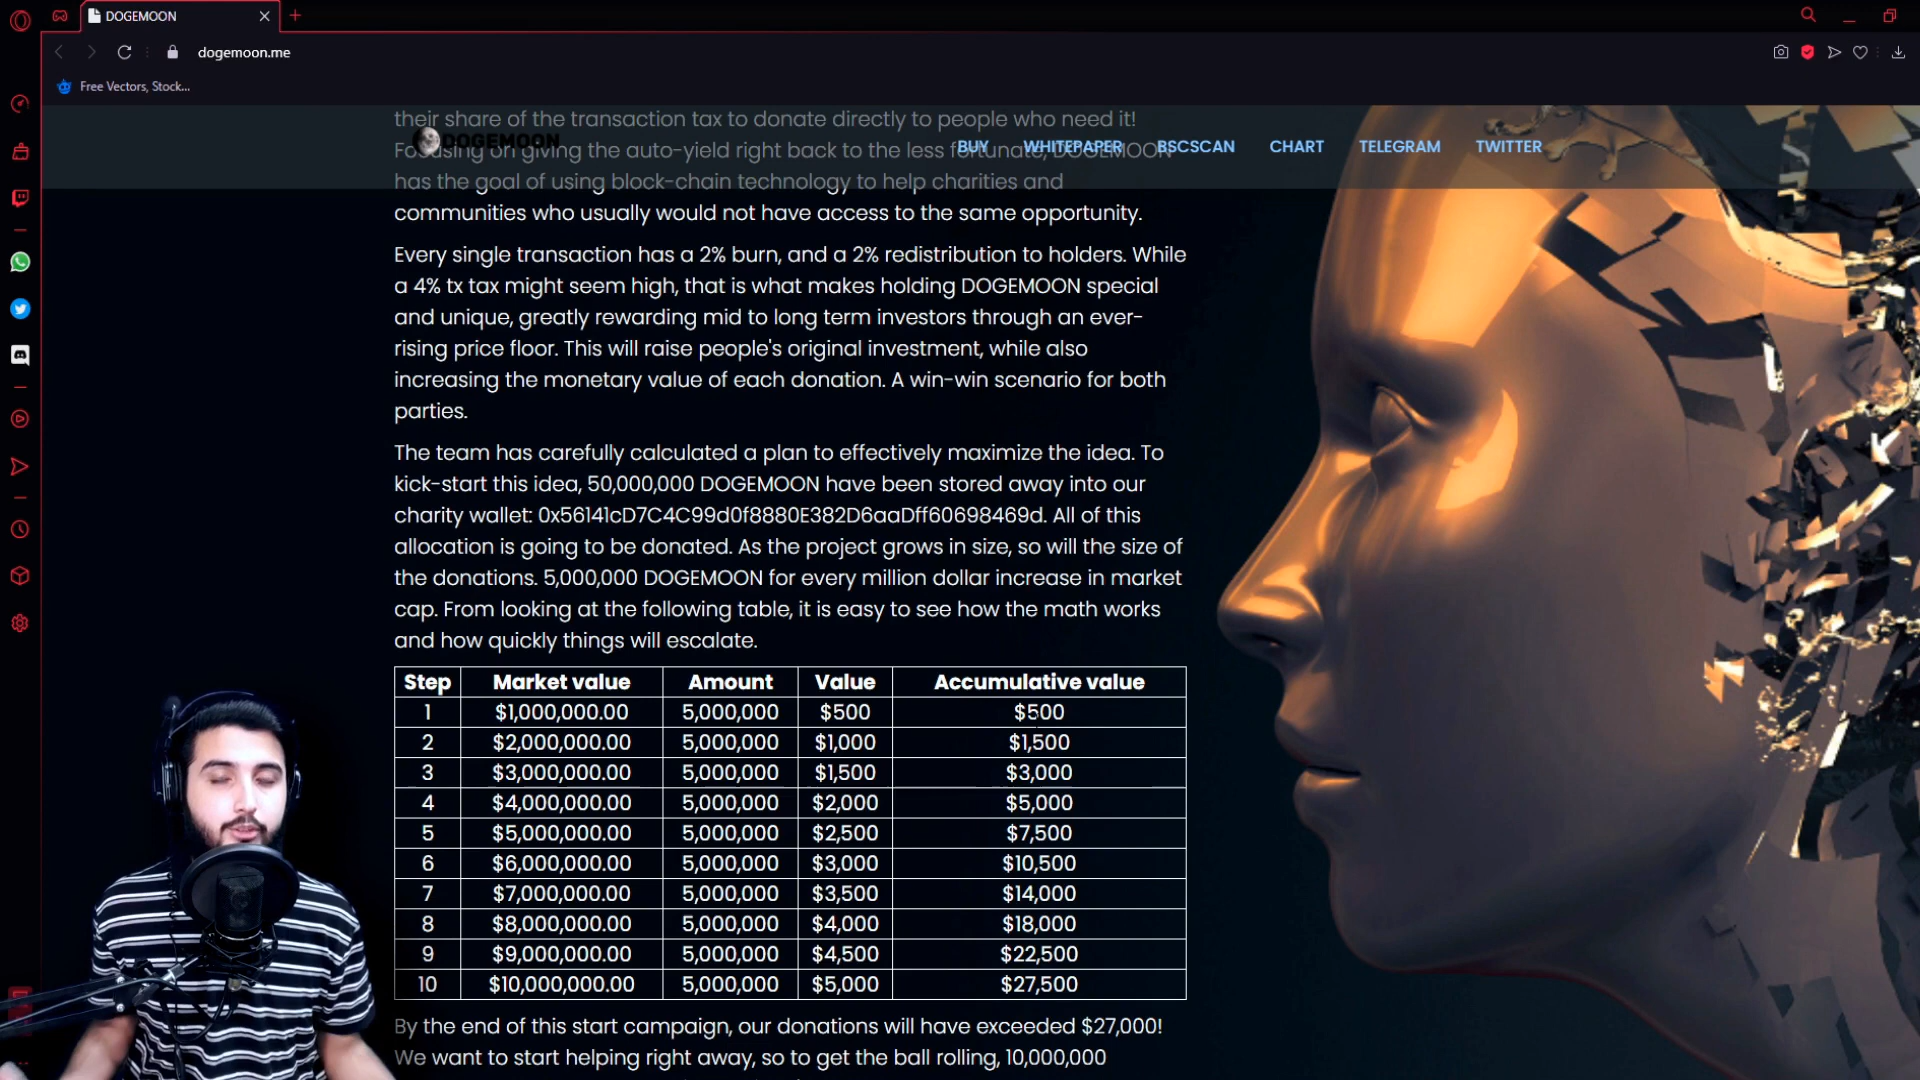 DOGEMOON
dogemoon.me
Free Vectors, Stock...
their share of the transaction tax to donate directly to people who need it!
DOGEMOON
BUY WHITEPAPER BSCSCAN CHART TELEGRAM TWITTER
Focusing on giving the auto-yield right back to the less fortunate, DOGEMOON
has the goal of using block-chain technology to help charities and
communities who usually would not have access to the same opportunity.
Every single transaction has a 2% burn, and a 2% redistribution to holders. While
a 4% tx tax might seem high, that is what makes holding DOGEMOON special
and unique, greatly rewarding mid to long term investors through an ever-
rising price floor. This will raise people's original investment, while also
increasing the monetary value of each donation. A win-win scenario for both
parties.
The team has carefully calculated a plan to effectively maximize the idea. To
kick-start this idea, 50,000,000 DOGEMOON have been stored away into our
charity wallet: 0x56141cD7C4C99d0f8880E382D6aaDff60698469d. All of this
allocation is going to be donated. As the project grows in size, so will the size of
the donations. 5,000,000 DOGEMOON for every million dollar increase in market
cap. From looking at the following table, it is easy to see how the math works
and how quickly things will escalate.
Step Market value Amount Value Accumulative value
1 $1,000,000.00 5,000,000 $500 $500
2 $2,000,000.00 5,000,000 $1,000 $1,500
3 $3,000,000.00 5,000,000 $1,500 $3,000
4 $4,000,000.00 5,000,000 $2,000 $5,000
5 $5,000,000.00 5,000,000 $2,500 $7,500
6 $6,000,000.00 5,000,000 $3,000 $10,500
7 $7,000,000.00 5,000,000 $3,500 $14,000
8 $8,000,000.00 5,000,000 $4,000 $18,000
9 $9,000,000.00 5,000,000 $4,500 $22,500
10 $10,000,000.00 5,000,000 $5,000 $27,500
By the end of this start campaign, our donations will have exceeded $27,000!
We want to start helping right away, so to get the ball rolling, 10,000,000